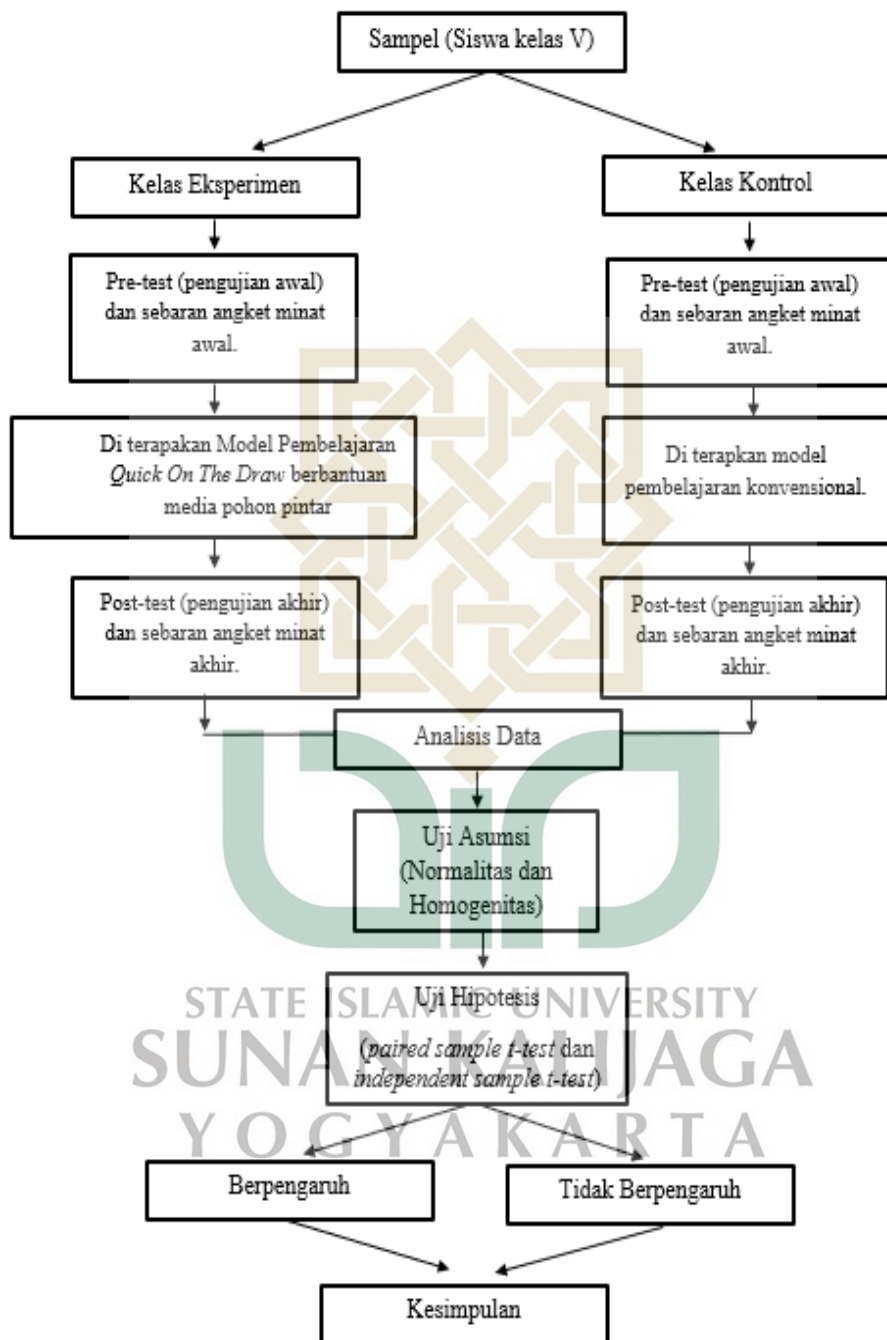 Sampel (Siswa kelas V)
Kelas Eksperimen
Kelas Kontrol
Pre-test (pengujian awal)
dan sebaran angket minat
awal.
Pre-test (pengujian awal)
dan sebaran angket minat
awal.
Di terapakan Model Pembelajaran
Quick On The Draw berbantuan
media pohon pintar
Di terapkan model
pembelajaran konvensional.
Post-test (pengujian akhir)
dan sebaran angket minat
akhir.
Post-test (pengujian akhir)
dan sebaran angket minat
akhir.
Analisis Data
Uji Asumsi
(Normalitas dan
Homogenitas)
Uji Hipotesis
(paired sample t-test dan
independent sample t-test)
STATE ISLAMIC UNIVERSITY
SUNAN KALIJAGA
YOGYAKARTA
Berpengaruh
Tidak Berpengaruh
Kesimpulan